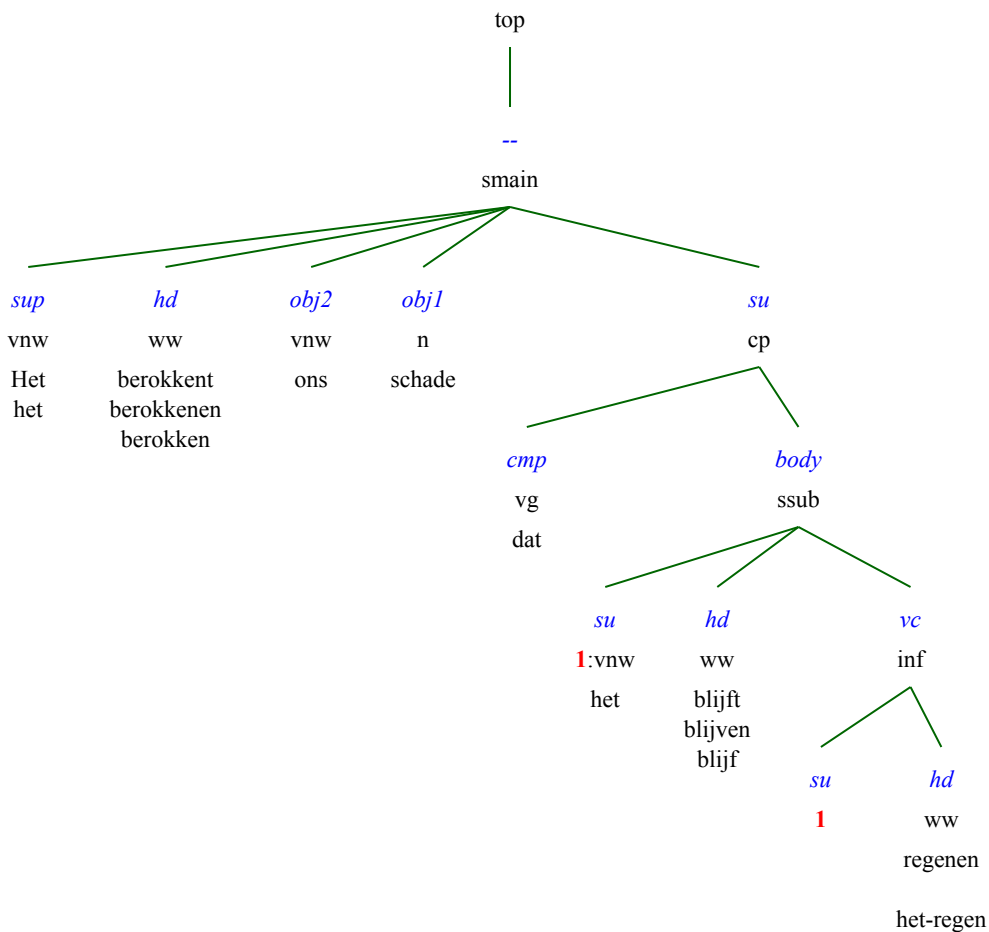 top
--
smain
sup hd obj2 obj1 su
vnw ww vnw n cp
Het berokkent ons schade
het berokkenen
berokken
cmp body
vg ssub
dat
su hd vc
1:vnw ww inf
het blijft
blijven
blijf
su hd
1 ww
regenen
het-regen